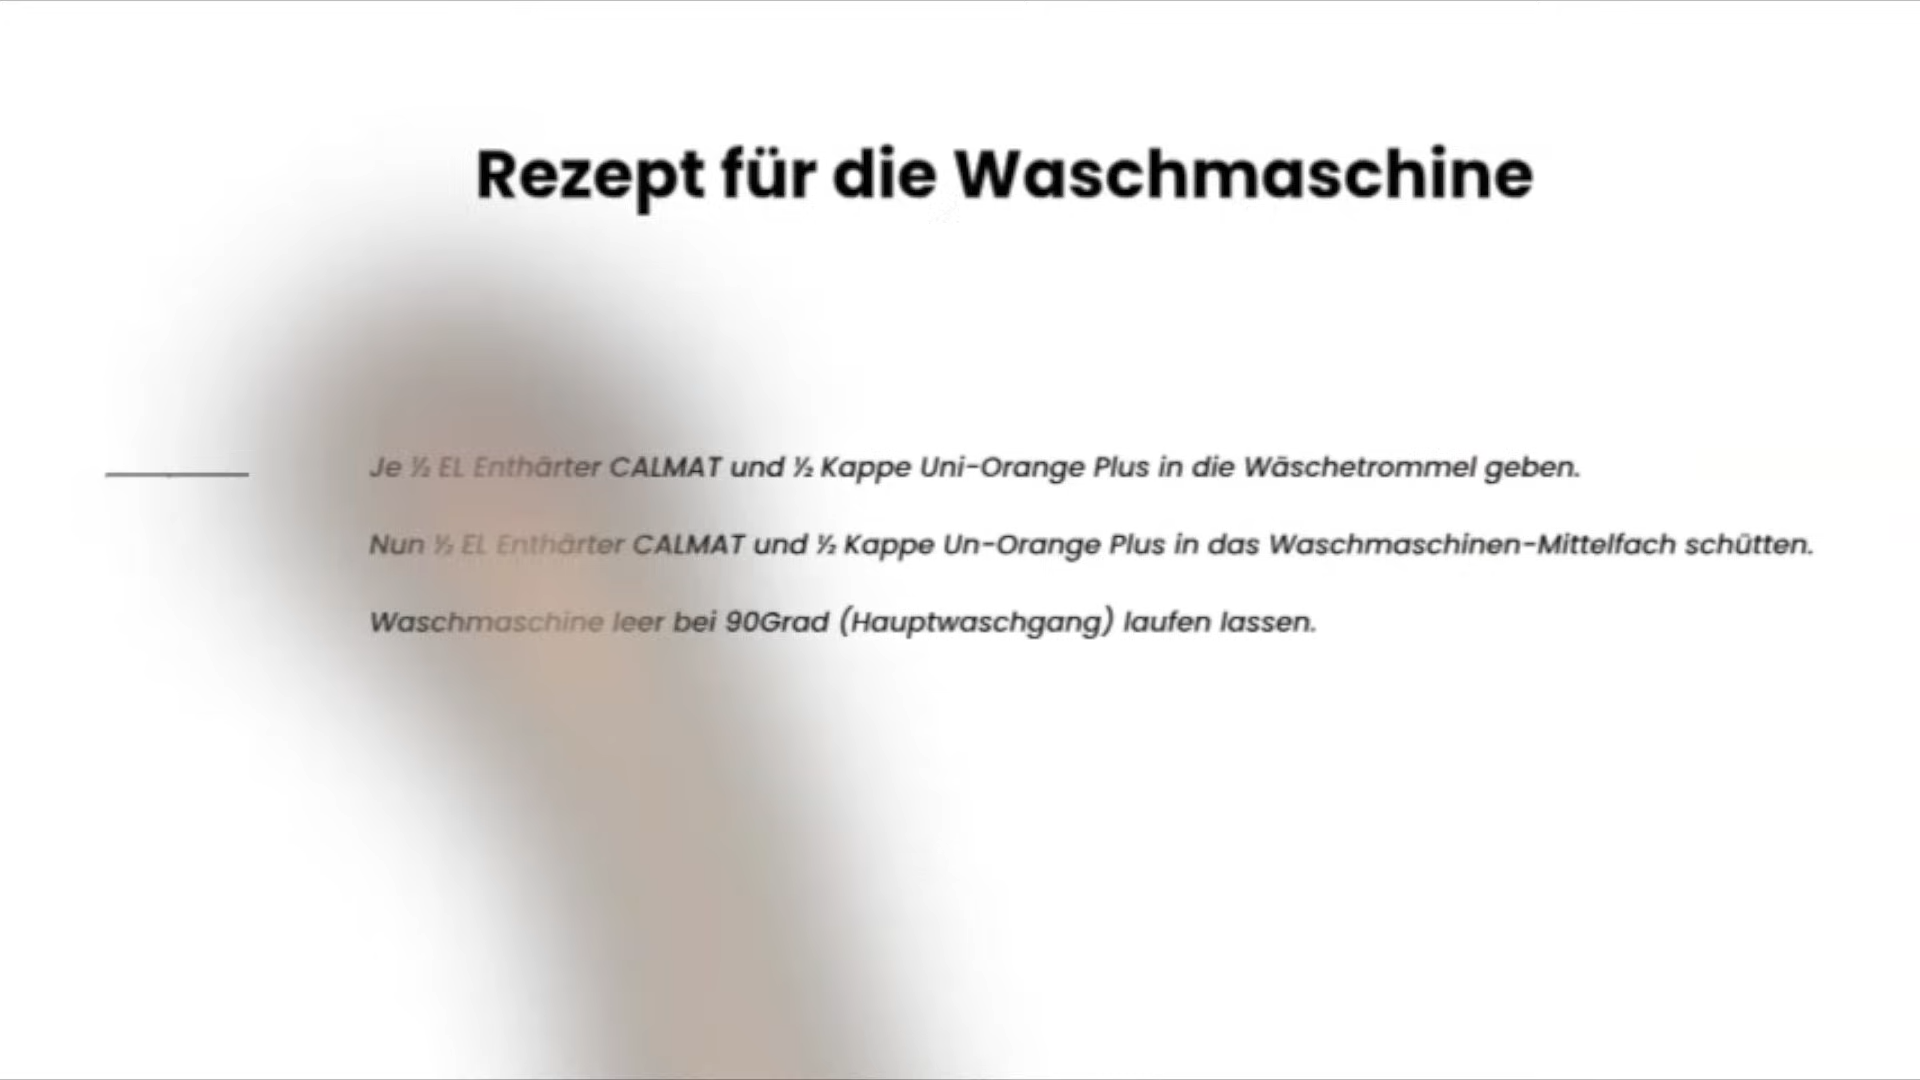 Rezept für die Waschmaschine
Je ½ EL Enthärter CALMAT und ½ Kappe Uni-Orange Plus in die Wäschetrommel geben.
Nun ½ EL Enthärter CALMAT und ½ Kappe Un-Orange Plus in das Waschmaschinen-Mittelfach schütten.
Waschmaschine leer bei 90Grad (Hauptwaschgang) laufen lassen.